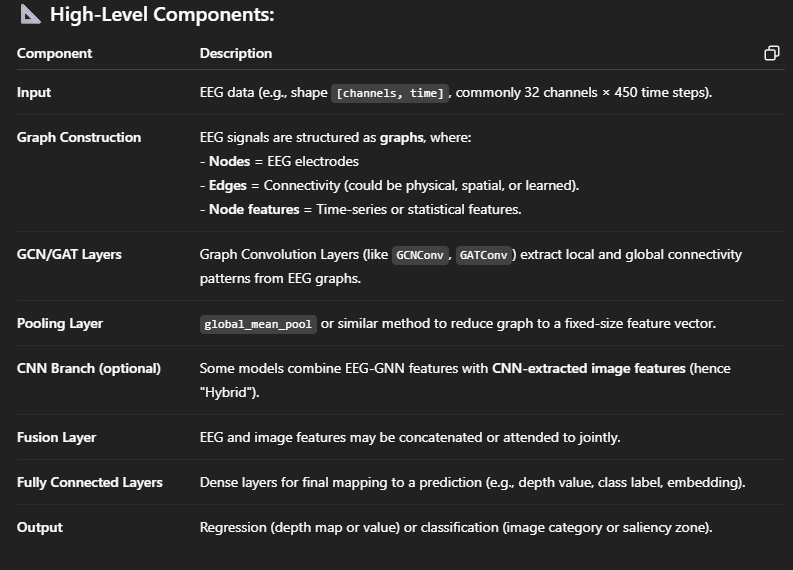 High-Level Components:
Component Description
Input EEG data (e.g., shape [channels, time], commonly 32 channels × 450 time steps).
Graph Construction EEG signals are structured as graphs, where:
- Nodes = EEG electrodes
- Edges = Connectivity (could be physical, spatial, or learned).
- Node features = Time-series or statistical features.
GCN/GAT Layers Graph Convolution Layers (like GCNConv, GATConv) extract local and global connectivity
patterns from EEG graphs.
Pooling Layer global_mean_pool or similar method to reduce graph to a fixed-size feature vector.
CNN Branch (optional) Some models combine EEG-GNN features with CNN-extracted image features (hence
"Hybrid").
Fusion Layer EEG and image features may be concatenated or attended to jointly.
Fully Connected Layers Dense layers for final mapping to a prediction (e.g., depth value, class label, embedding).
Output Regression (depth map or value) or classification (image category or saliency zone).